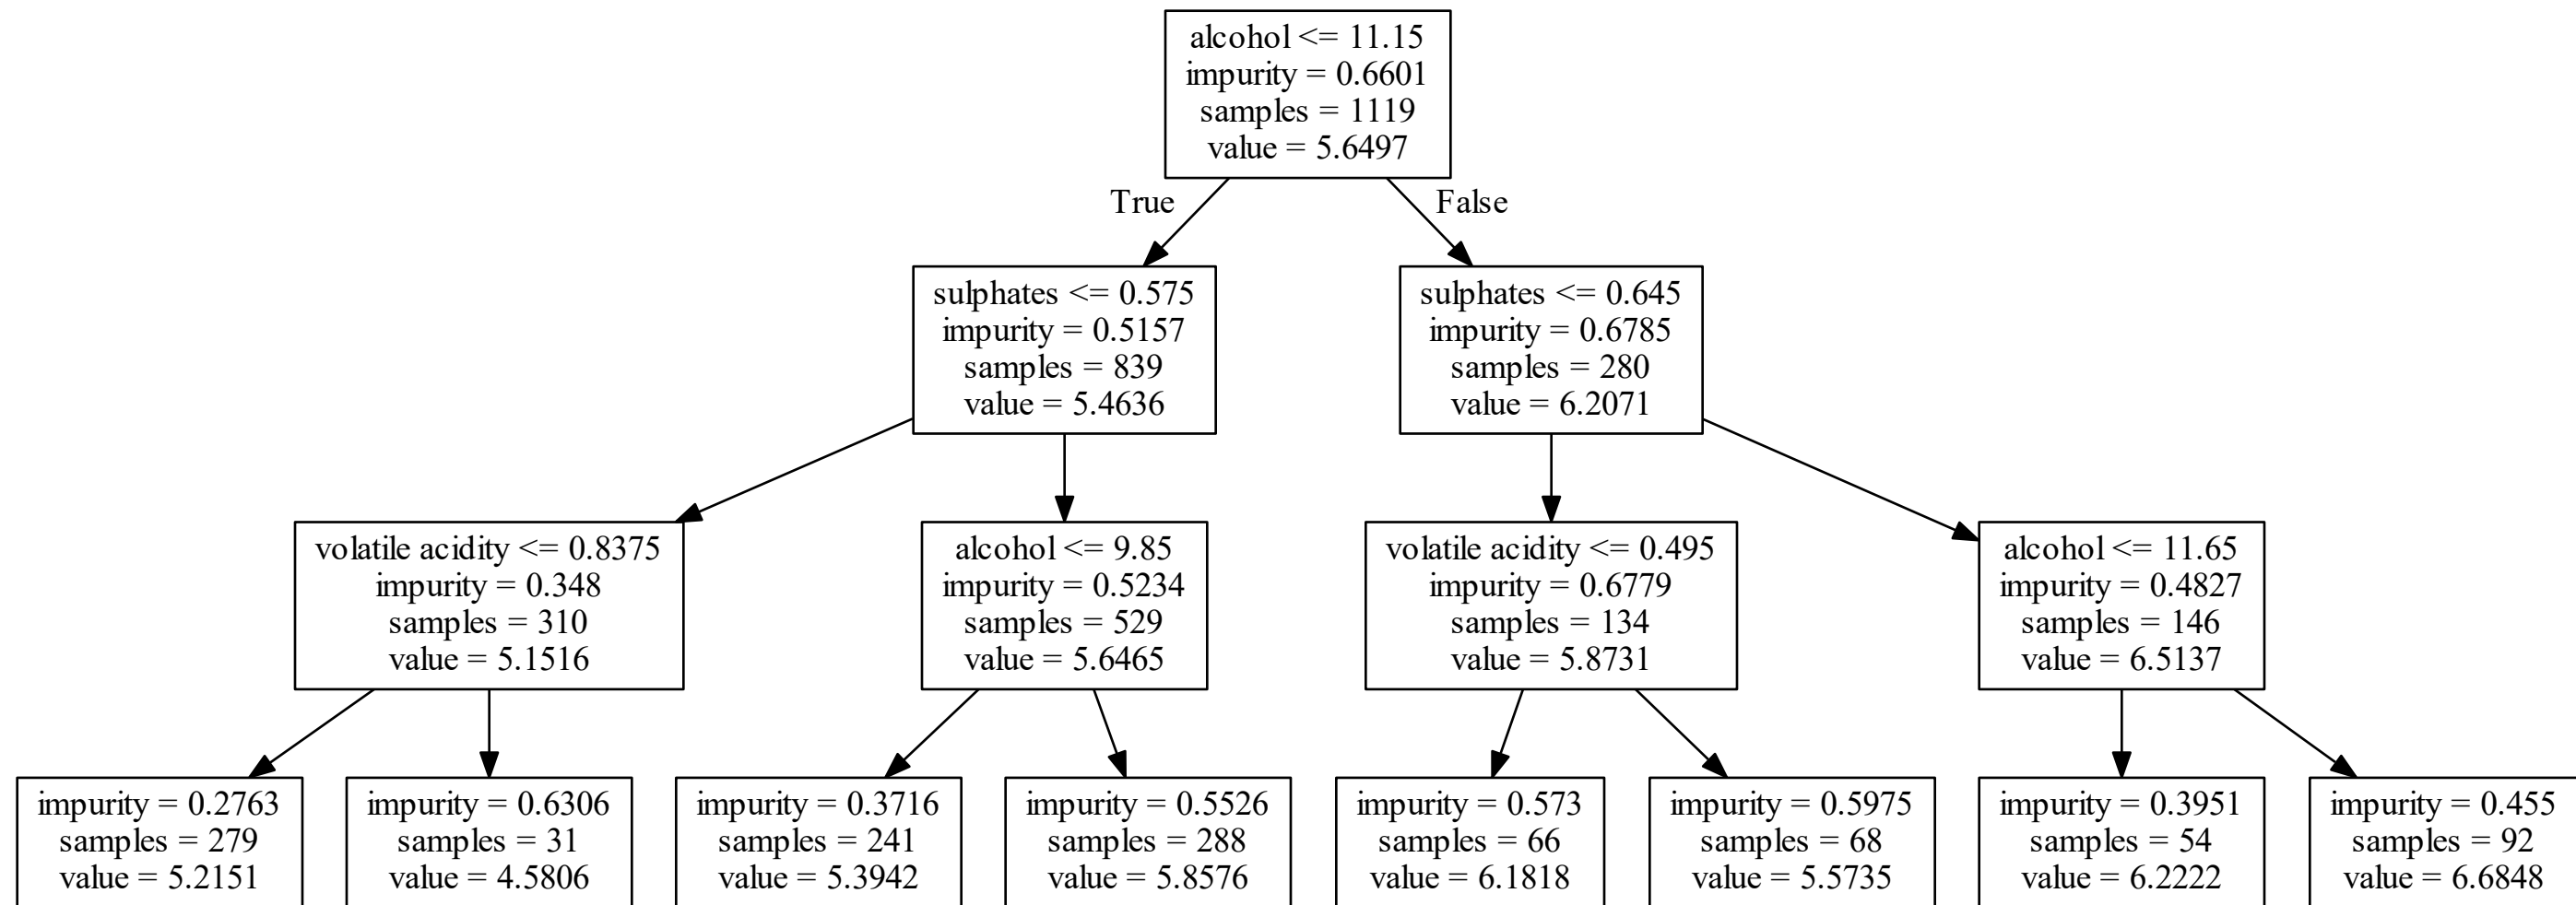 alcohol <= 11.15
impurity = 0.6601
samples = 1119
value = 5.6497
True
False
sulphates <= 0.575
impurity = 0.5157
samples = 839
value = 5.4636
sulphates <= 0.645
impurity = 0.6785
samples = 280
value = 6.2071
volatile acidity <= 0.8375
impurity = 0.348
samples = 310
value = 5.1516
alcohol <= 9.85
impurity = 0.5234
samples = 529
value = 5.6465
volatile acidity <= 0.495
impurity = 0.6779
samples = 134
value = 5.8731
alcohol <= 11.65
impurity = 0.4827
samples = 146
value = 6.5137
impurity = 0.2763
samples = 279
value = 5.2151
impurity = 0.6306
samples = 31
value = 4.5806
impurity = 0.3716
samples = 241
value = 5.3942
impurity = 0.5526
samples = 288
value = 5.8576
impurity = 0.573
samples = 66
value = 6.1818
impurity = 0.5975
samples = 68
value = 5.5735
impurity = 0.3951
samples = 54
value = 6.2222
impurity = 0.455
samples = 92
value = 6.6848